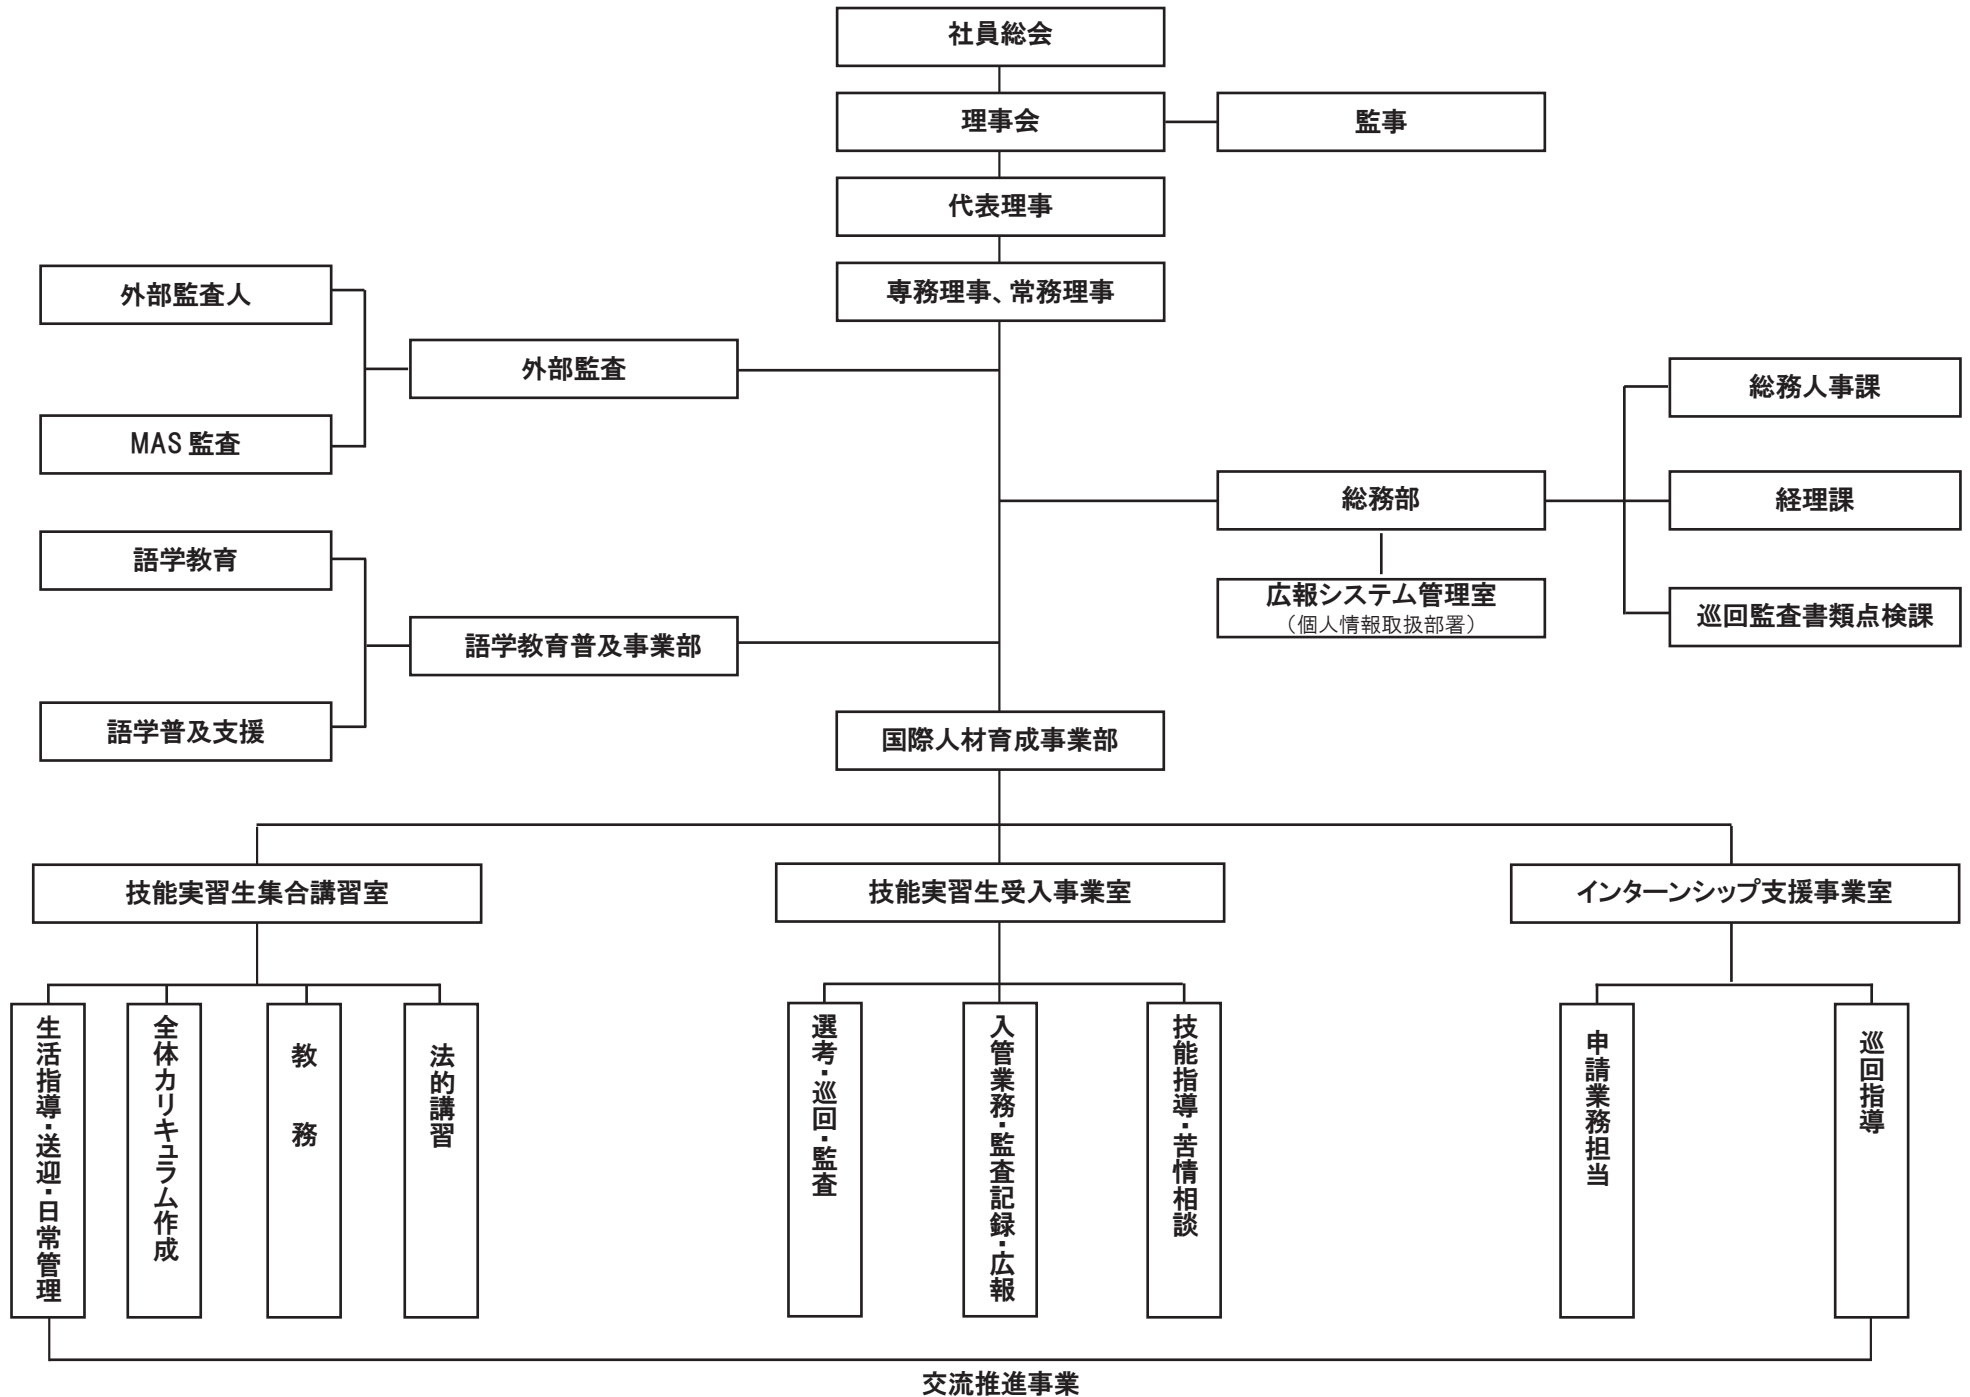 社員総会
理事会
監事
代表理事
専務理事、常務理事
外部監査人
外部監査
MAS 監査
総務人事課
総務部
経理課
広報システム管理室
（個人情報取扱部署）
巡回監査書類点検課
語学教育
語学教育普及事業部
語学普及支援
国際人材育成事業部
技能実習生集合講習室
技能実習生受入事業室
インターンシップ支援事業室
生活指導・送迎・日常管理
全体カリキュラム作成
教務
法的講習
選考・巡回・監査
入管業務・監査記録・広報
技能指導・苦情相談
申請業務担当
巡回指導
交流推進事業